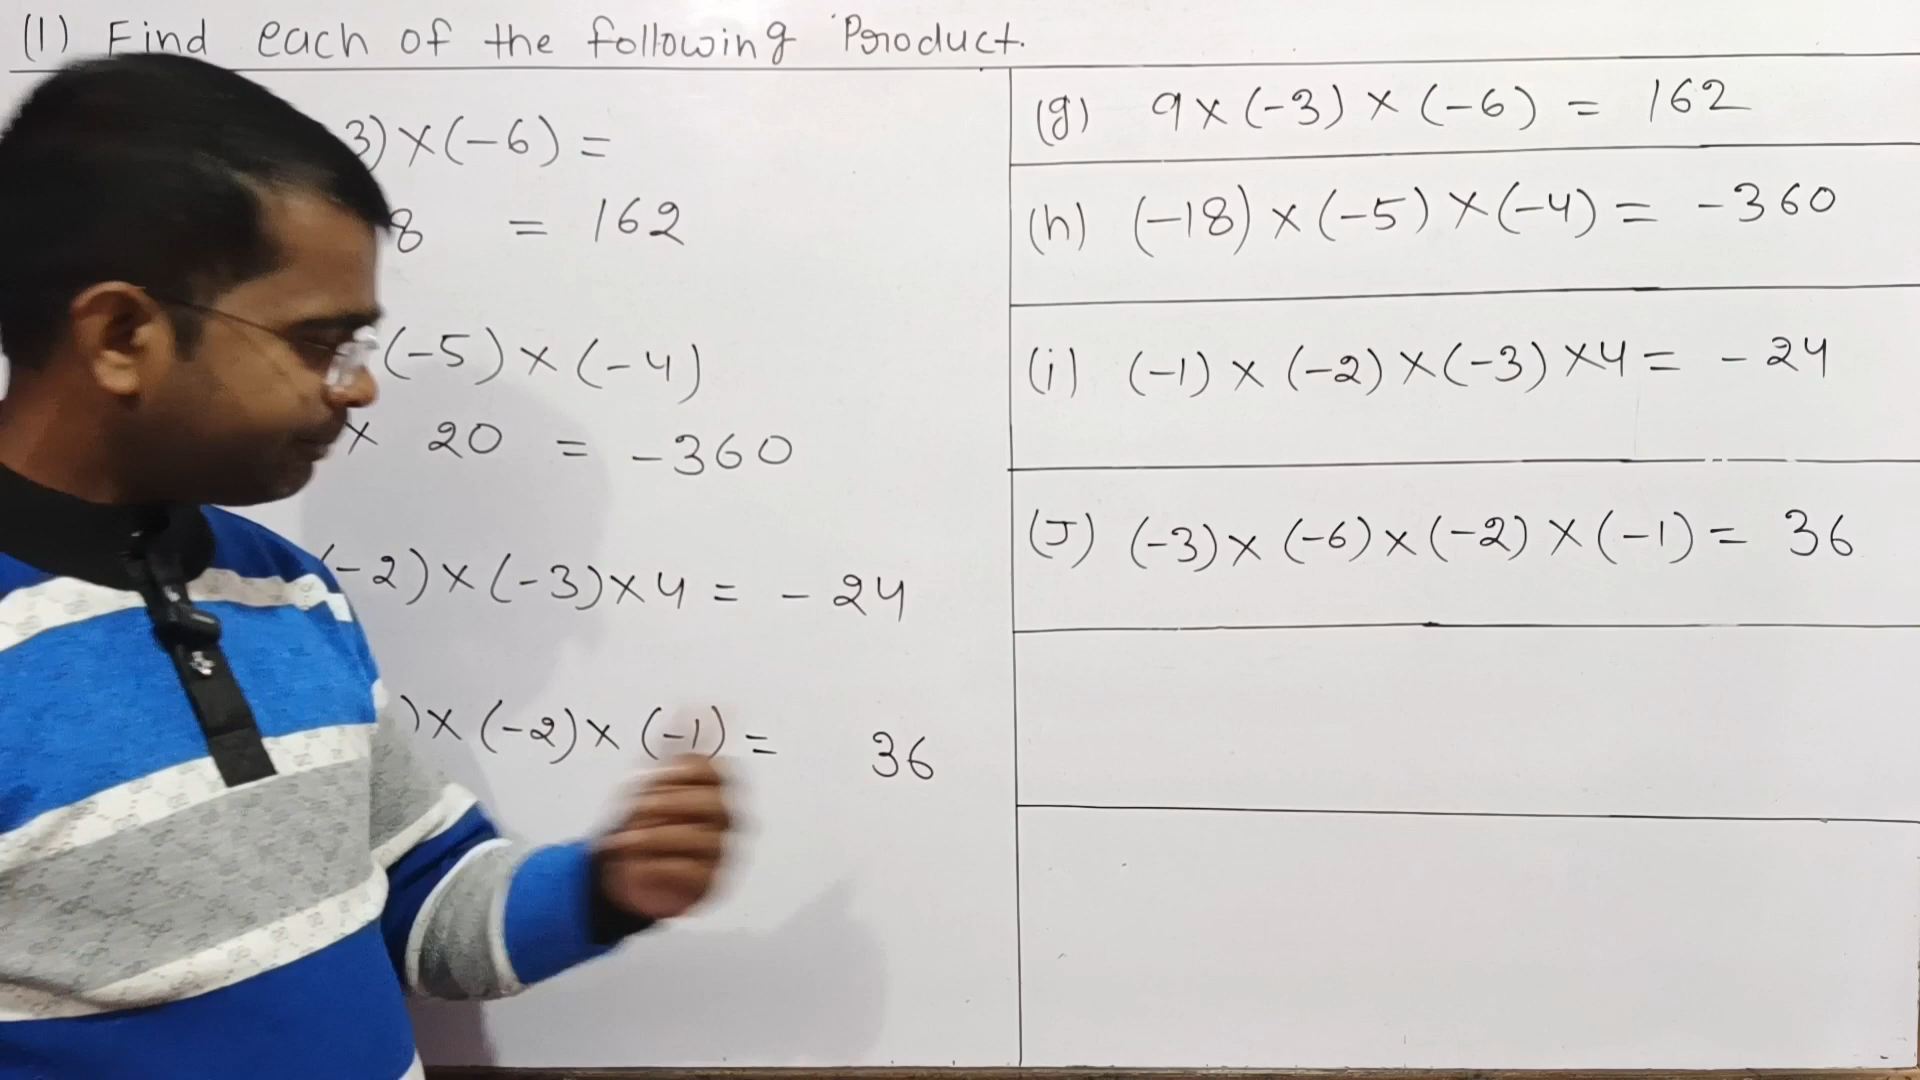 (1) Find each of the following Product.
3) × (-6) =
8 = 162
(-5) × (-4)
× 20 = -360
(-2) × (-3) × 4 = - 24
) × (-2) × (-1) = 36
(g) 9 × (-3) × (-6) = 162
(h) (-18) × (-5) × (-4) = -360
(i) (-1) × (-2) × (-3) × 4 = - 24
(J) (-3) × (-6) × (-2) × (-1) = 36